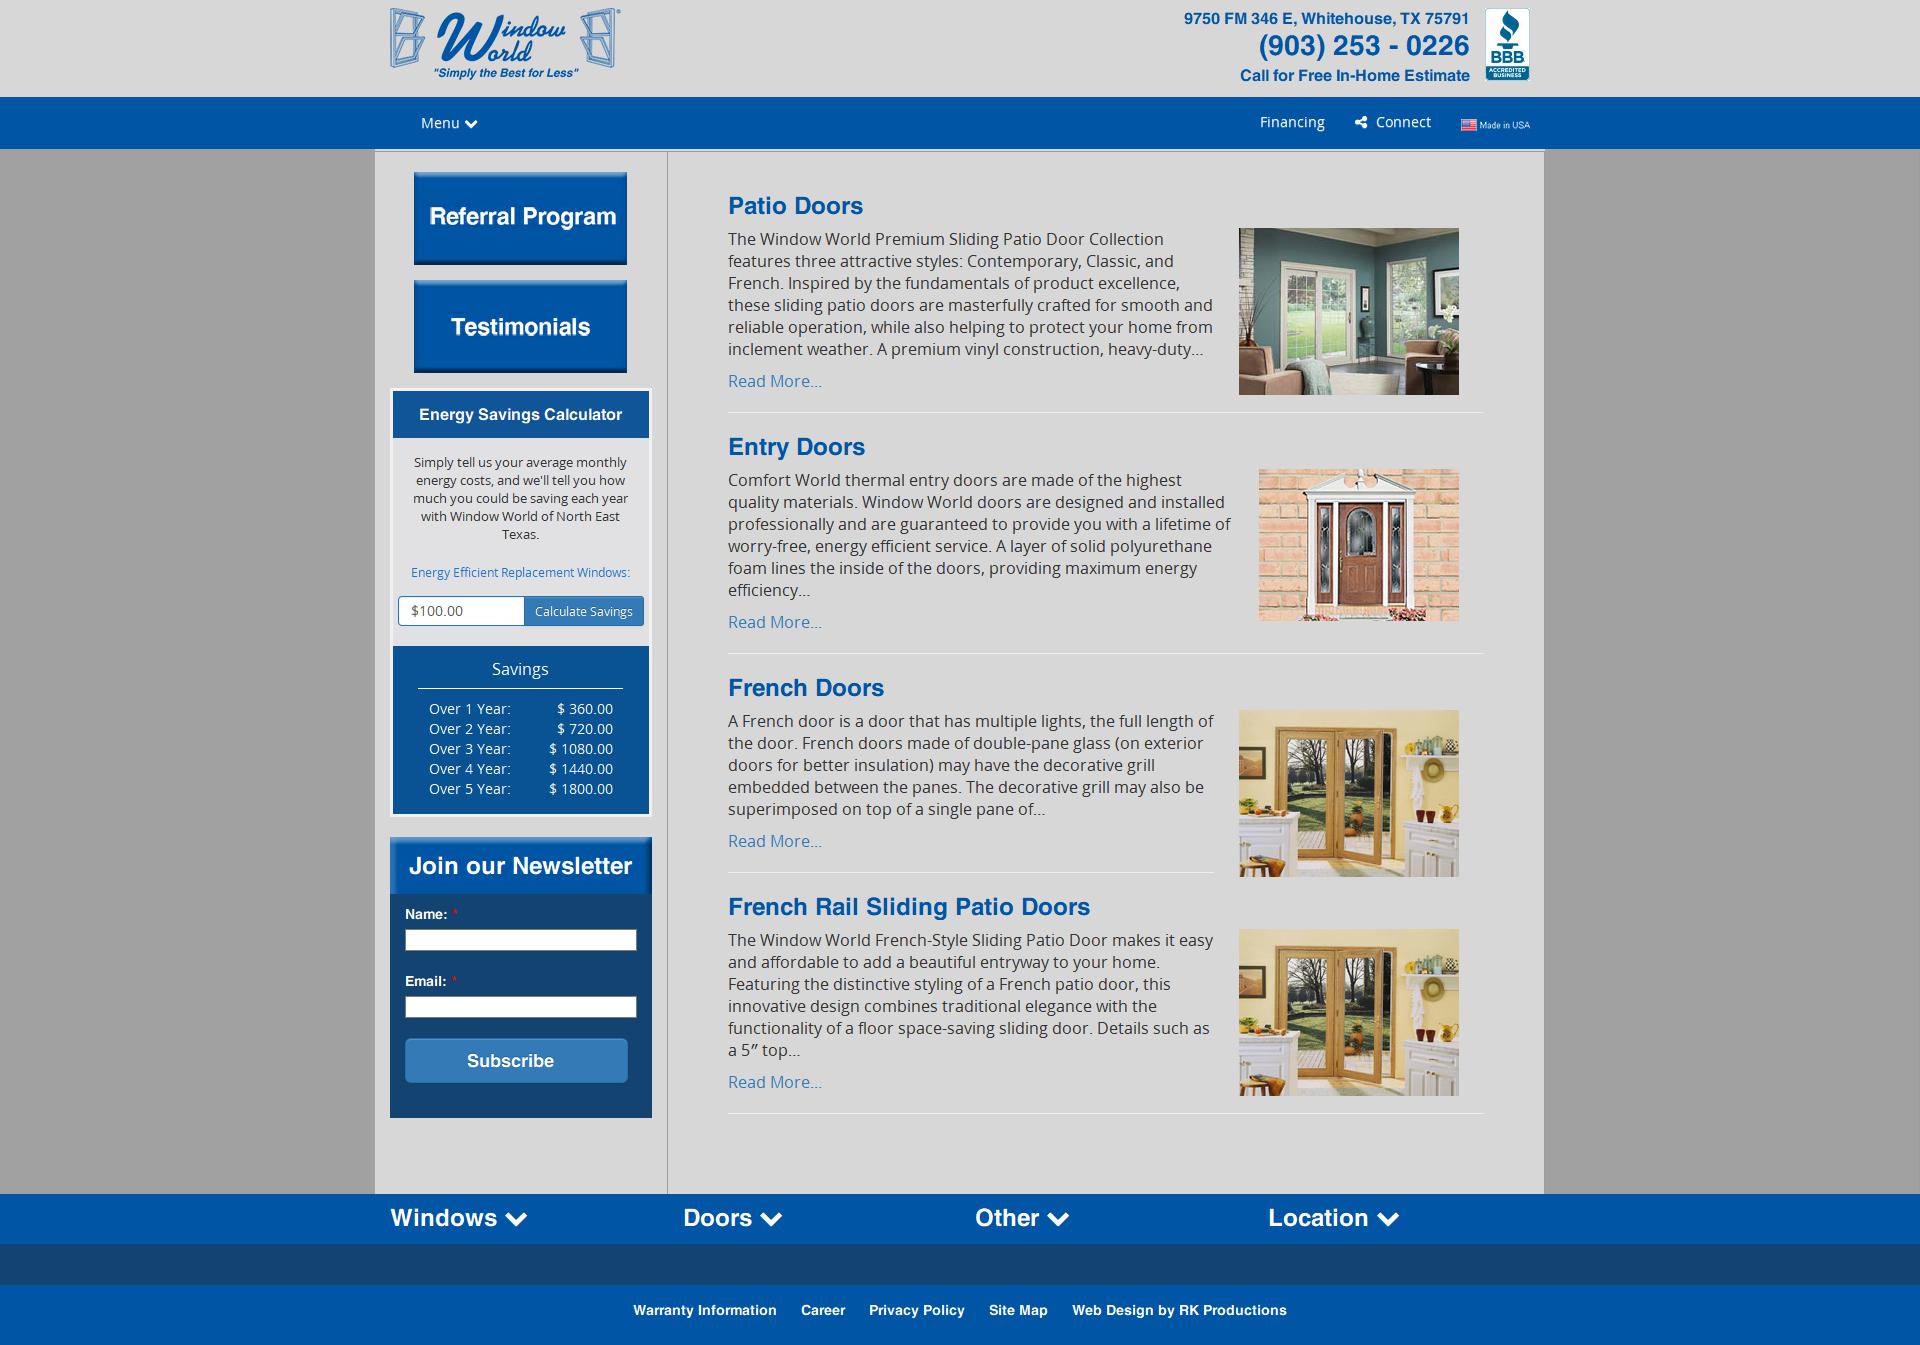 Window World
"Simply the Best for Less"
9750 FM 346 E, Whitehouse, TX 75791
(903) 253 - 0226
Call for Free In-Home Estimate
BBB
ACCREDITED
BUSINESS
Menu
Financing
Connect
Made in USA
Referral Program
Testimonials
Energy Savings Calculator
Simply tell us your average monthly
energy costs, and we'll tell you how
much you could be saving each year
with Window World of North East
Texas.
Energy Efficient Replacement Windows:
$100.00
Calculate Savings
Savings
Over 1 Year: $ 360.00
Over 2 Year: $ 720.00
Over 3 Year: $ 1080.00
Over 4 Year: $ 1440.00
Over 5 Year: $ 1800.00
Join our Newsletter
Name: *
Email: *
Subscribe
Patio Doors
The Window World Premium Sliding Patio Door Collection
features three attractive styles: Contemporary, Classic, and
French. Inspired by the fundamentals of product excellence,
these sliding patio doors are masterfully crafted for smooth and
reliable operation, while also helping to protect your home from
inclement weather. A premium vinyl construction, heavy-duty...
Read More...
Entry Doors
Comfort World thermal entry doors are made of the highest
quality materials. Window World doors are designed and installed
professionally and are guaranteed to provide you with a lifetime of
worry-free, energy efficient service. A layer of solid polyurethane
foam lines the inside of the doors, providing maximum energy
efficiency...
Read More...
French Doors
A French door is a door that has multiple lights, the full length of
the door. French doors made of double-pane glass (on exterior
doors for better insulation) may have the decorative grill
embedded between the panes. The decorative grill may also be
superimposed on top of a single pane of...
Read More...
French Rail Sliding Patio Doors
The Window World French-Style Sliding Patio Door makes it easy
and affordable to add a beautiful entryway to your home.
Featuring the distinctive styling of a French patio door, this
innovative design combines traditional elegance with the
functionality of a floor space-saving sliding door. Details such as
a 5″ top...
Read More...
Windows
Doors
Other
Location
Warranty Information
Career
Privacy Policy
Site Map
Web Design by RK Productions